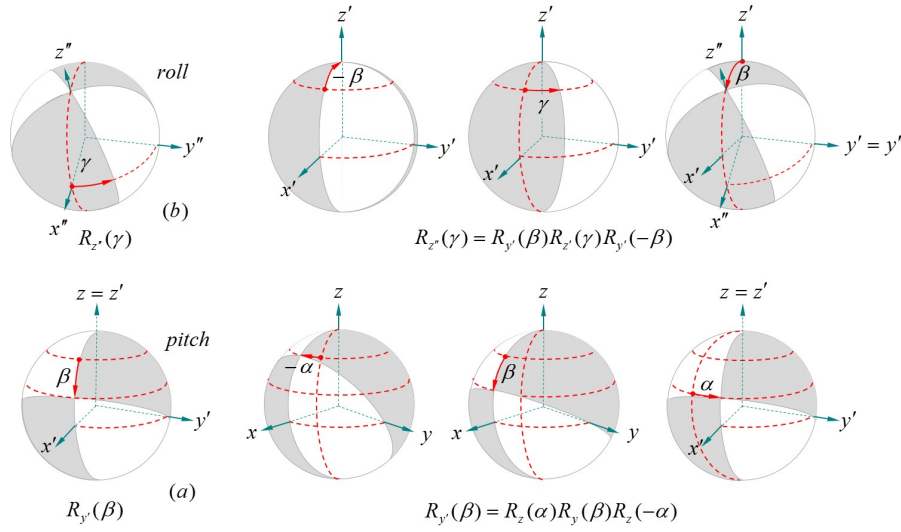 z″
roll
y″
γ
x″
(b)
R_{z″}(γ)
z′
−β
y′
x′
z′
γ
y′
x′
z′
z″
β
y′ = y″
x′
x″
R_{z″}(γ) = R_{y′}(β)R_{z′}(γ)R_{y′}(−β)
z = z′
pitch
β
y′
x′
(a)
R_{y′}(β)
z
−α
x
y
z
β
x
y
z = z′
α
y′
x′
R_{y′}(β) = R_z(α)R_y(β)R_z(−α)